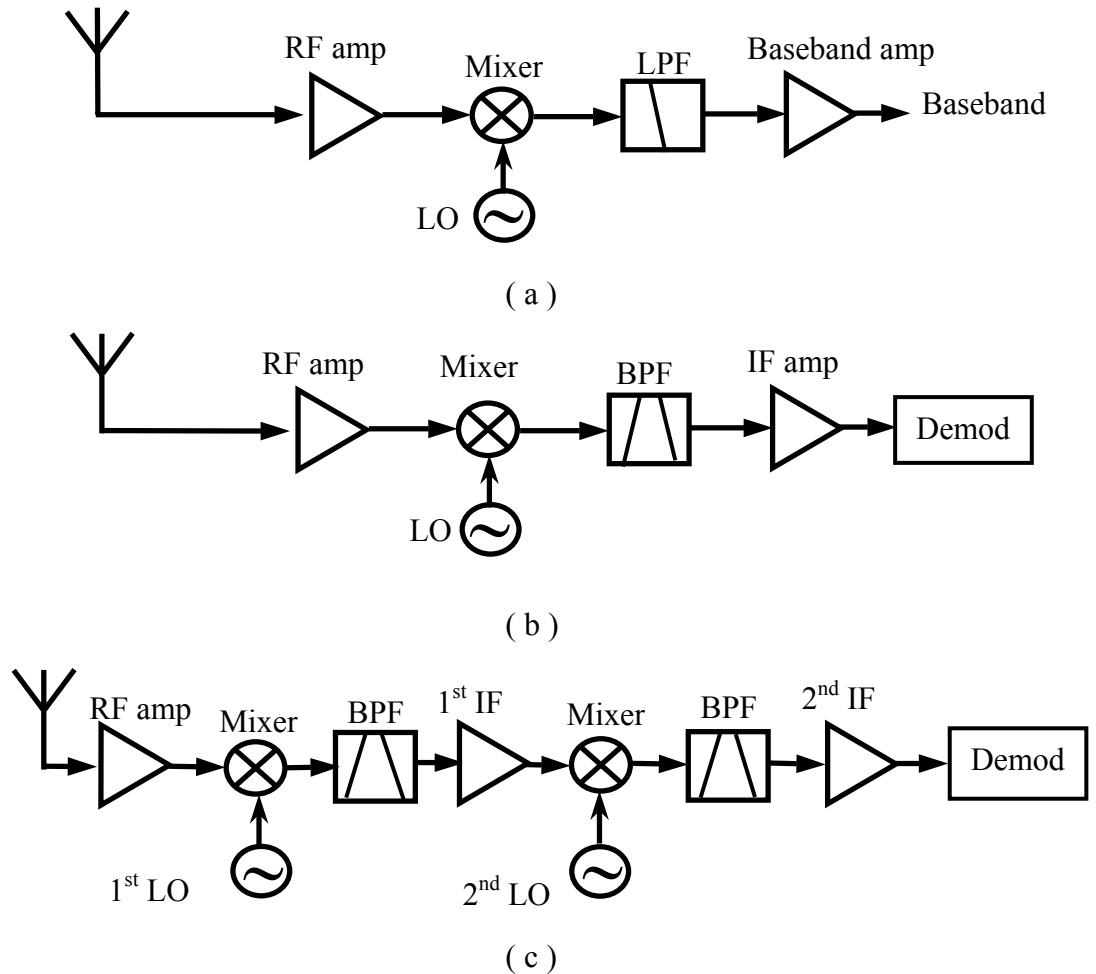 RF amp
Mixer
LPF
Baseband amp
Baseband
LO
( a )
RF amp
Mixer
BPF
IF amp
Demod
LO
( b )
RF amp
Mixer
BPF
1st IF
Mixer
BPF
2nd IF
Demod
1st LO
2nd LO
( c )